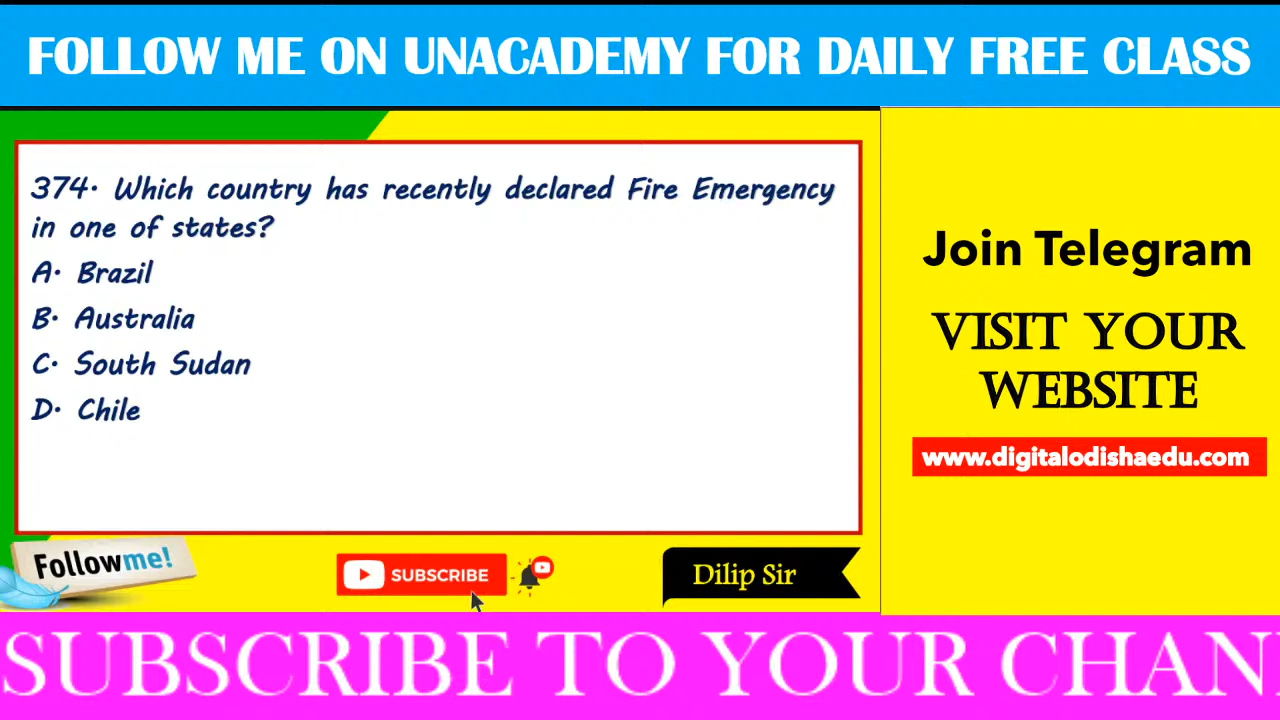 FOLLOW ME ON UNACADEMY FOR DAILY FREE CLASS
374. Which country has recently declared Fire Emergency
in one of states?
A. Brazil
B. Australia
C. South Sudan
D. Chile
Join Telegram
VISIT YOUR
WEBSITE
www.digitalodishaedu.com
Followme!
SUBSCRIBE
Dilip Sir
SUBSCRIBE TO YOUR CHAN